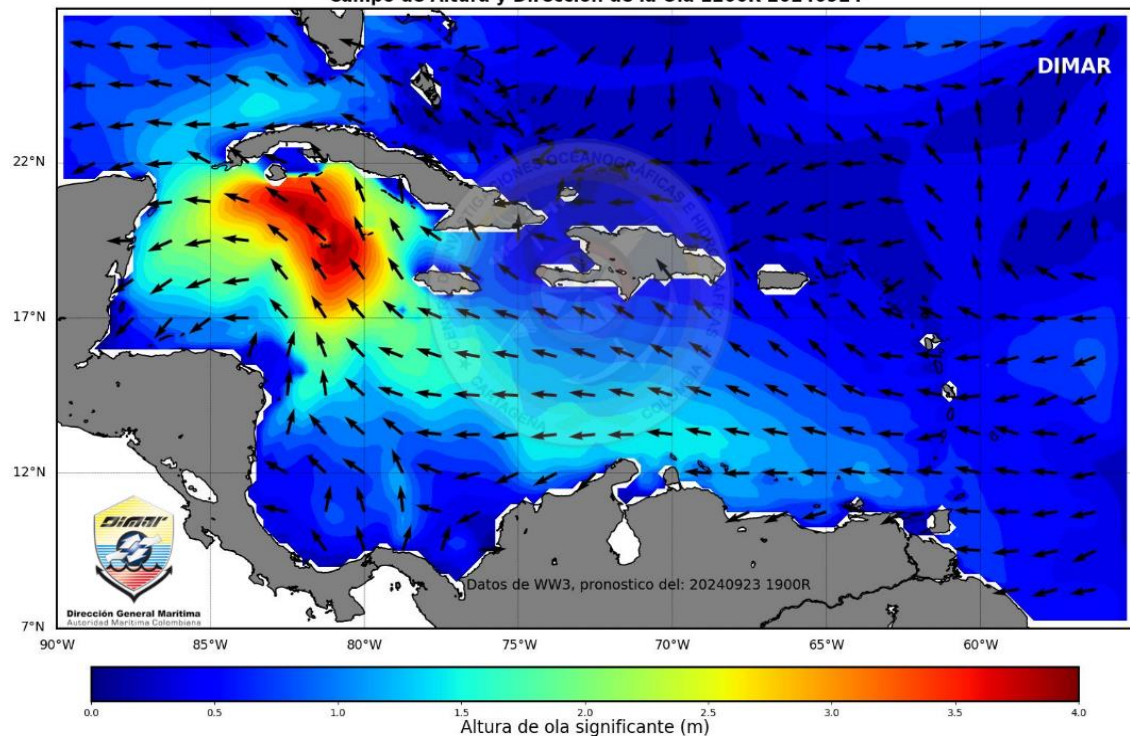 DIMAR
22°N
17°N
12°N
7°N
90°W
85°W
80°W
75°W
70°W
65°W
60°W
CARTAGENA
COLOMBIA
Dimar
Dirección General Marítima
Autoridad Marítima Colombiana
Datos de WW3, pronostico del: 20240923 1900R
0.0
0.5
1.0
1.5
2.0
2.5
3.0
3.5
4.0
Altura de ola significante (m)